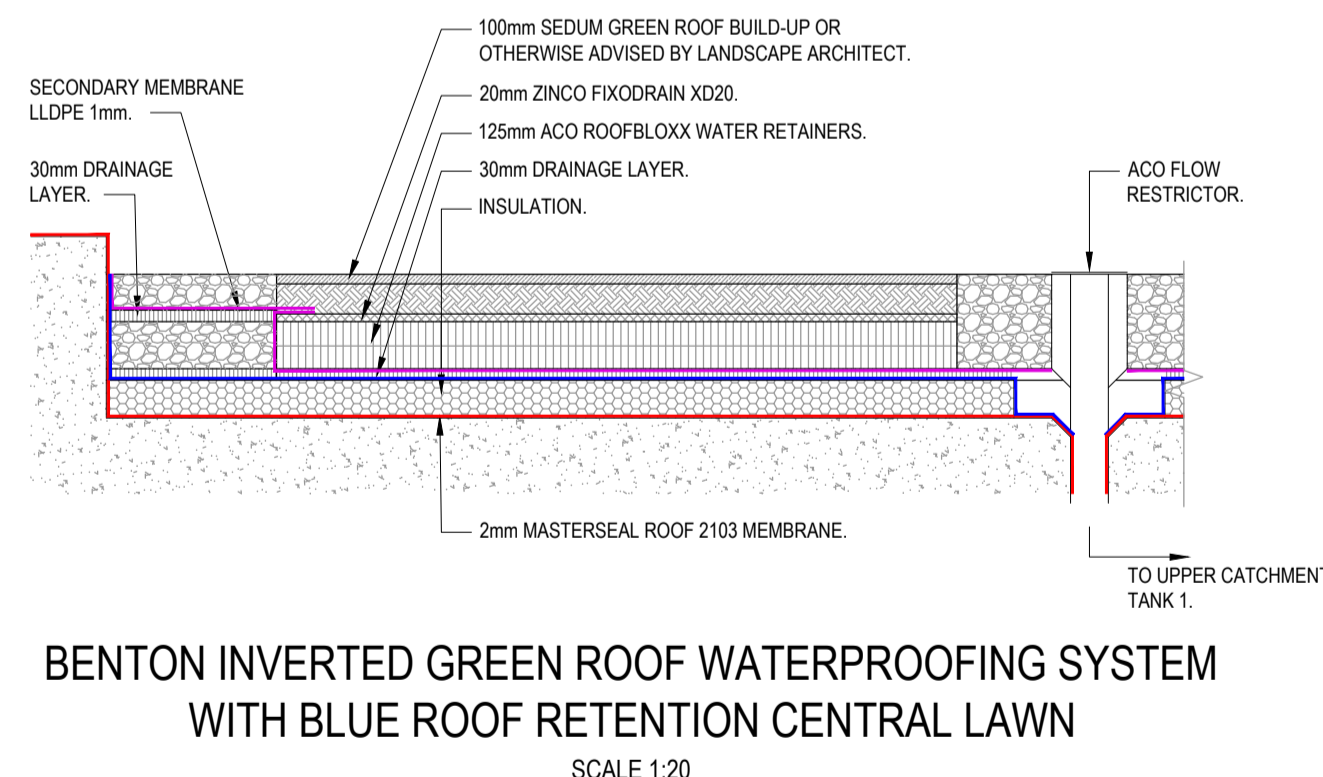 100mm SEDUM GREEN ROOF BUILD-UP OR
OTHERWISE ADVISED BY LANDSCAPE ARCHITECT.
SECONDARY MEMBRANE
LLDPE 1mm.
20mm ZINCO FIXODRAIN XD20.
125mm ACO ROOFBLOXX WATER RETAINERS.
30mm DRAINAGE
LAYER.
30mm DRAINAGE LAYER.
INSULATION.
ACO FLOW
RESTRICTOR.
2mm MASTERSEAL ROOF 2103 MEMBRANE.
TO UPPER CATCHMENT
TANK 1.
BENTON INVERTED GREEN ROOF WATERPROOFING SYSTEM
WITH BLUE ROOF RETENTION CENTRAL LAWN
SCALE 1:20